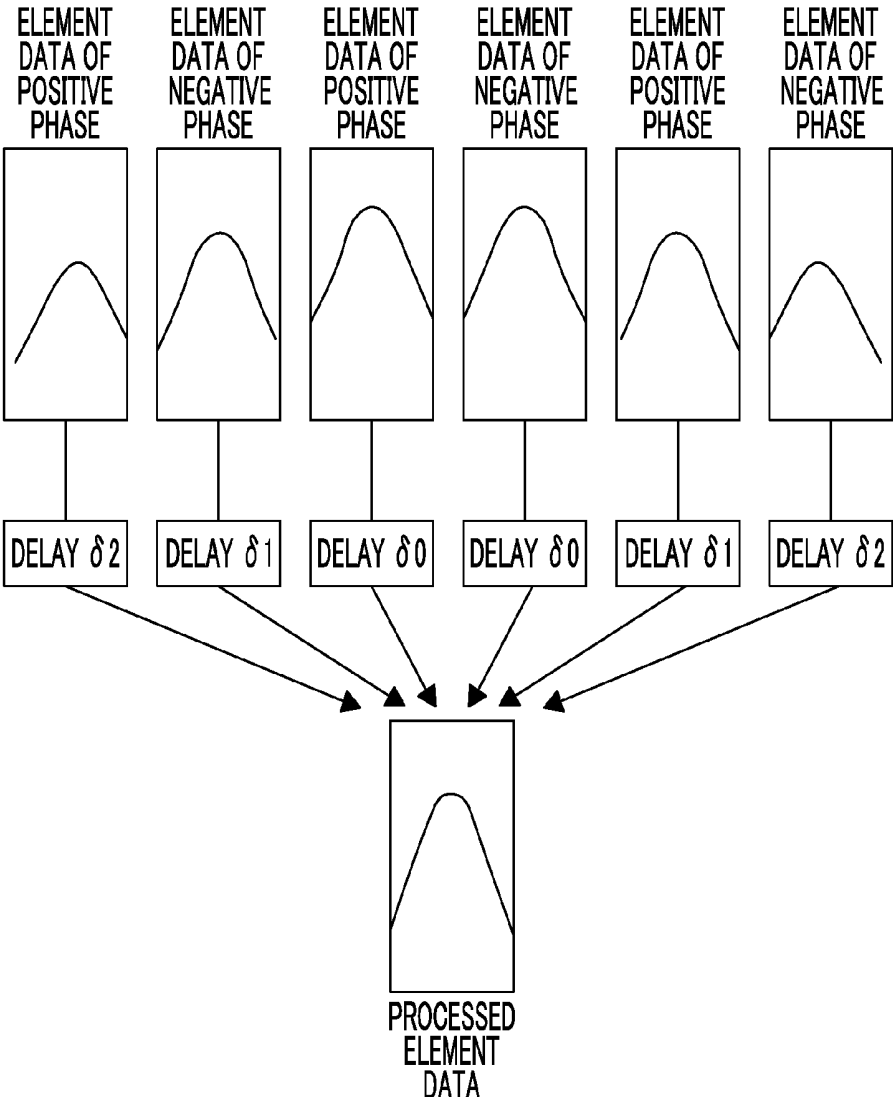 ELEMENT
DATA OF
POSITIVE
PHASE
ELEMENT
DATA OF
NEGATIVE
PHASE
ELEMENT
DATA OF
POSITIVE
PHASE
ELEMENT
DATA OF
NEGATIVE
PHASE
ELEMENT
DATA OF
POSITIVE
PHASE
ELEMENT
DATA OF
NEGATIVE
PHASE
DELAY δ2
DELAY δ1
DELAY δ0
DELAY δ0
DELAY δ1
DELAY δ2
PROCESSED
ELEMENT
DATA